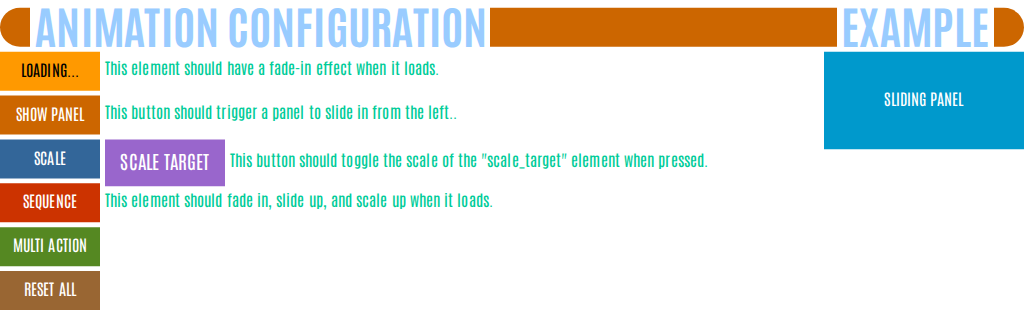 ANIMATION CONFIGURATION EXAMPLE
LOADING... This element should have a fade-in effect when it loads.
SLIDING PANEL
SHOW PANEL This button should trigger a panel to slide in from the left..
SCALE SCALE TARGET This button should toggle the scale of the "scale_target" element when pressed.
SEQUENCE This element should fade in, slide up, and scale up when it loads.
MULTI ACTION
RESET ALL